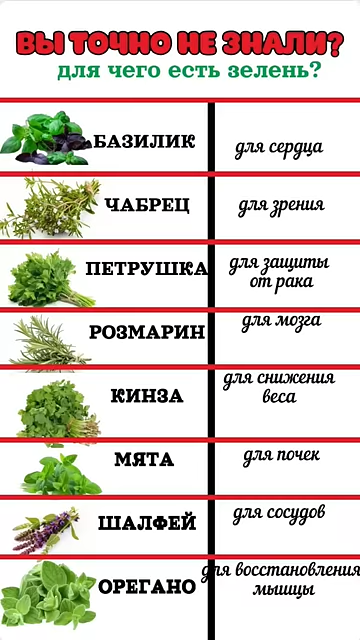 ВЫ ТОЧНО НЕ ЗНАЛИ?
для чего есть зелень?
БАЗИЛИК
для сердца
ЧАБРЕЦ
для зрения
ПЕТРУШКА
для защиты
от рака
РОЗМАРИН
для мозга
КИНЗА
для снижения
веса
МЯТА
для почек
ШАЛФЕЙ
для сосудов
ОРЕГАНО
для восстановления
мышцы